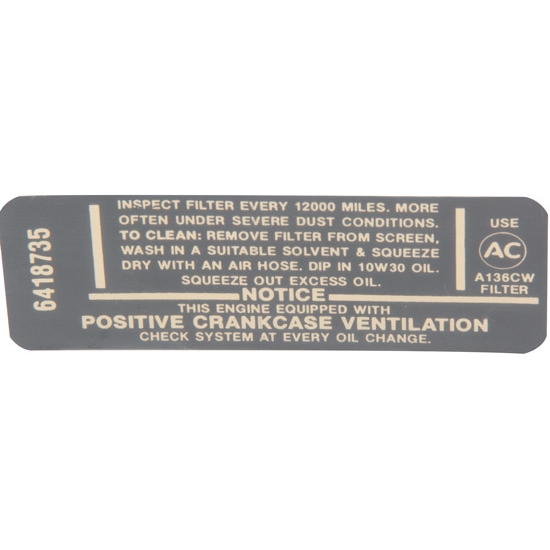 6418735
INSPECT FILTER EVERY 12000 MILES. MORE
OFTEN UNDER SEVERE DUST CONDITIONS.
TO CLEAN: REMOVE FILTER FROM SCREEN,
WASH IN A SUITABLE SOLVENT & SQUEEZE
DRY WITH AN AIR HOSE. DIP IN 10W30 OIL.
SQUEEZE OUT EXCESS OIL.
USE
AC
A136CW
FILTER
NOTICE
THIS ENGINE EQUIPPED WITH
POSITIVE CRANKCASE VENTILATION
CHECK SYSTEM AT EVERY OIL CHANGE.